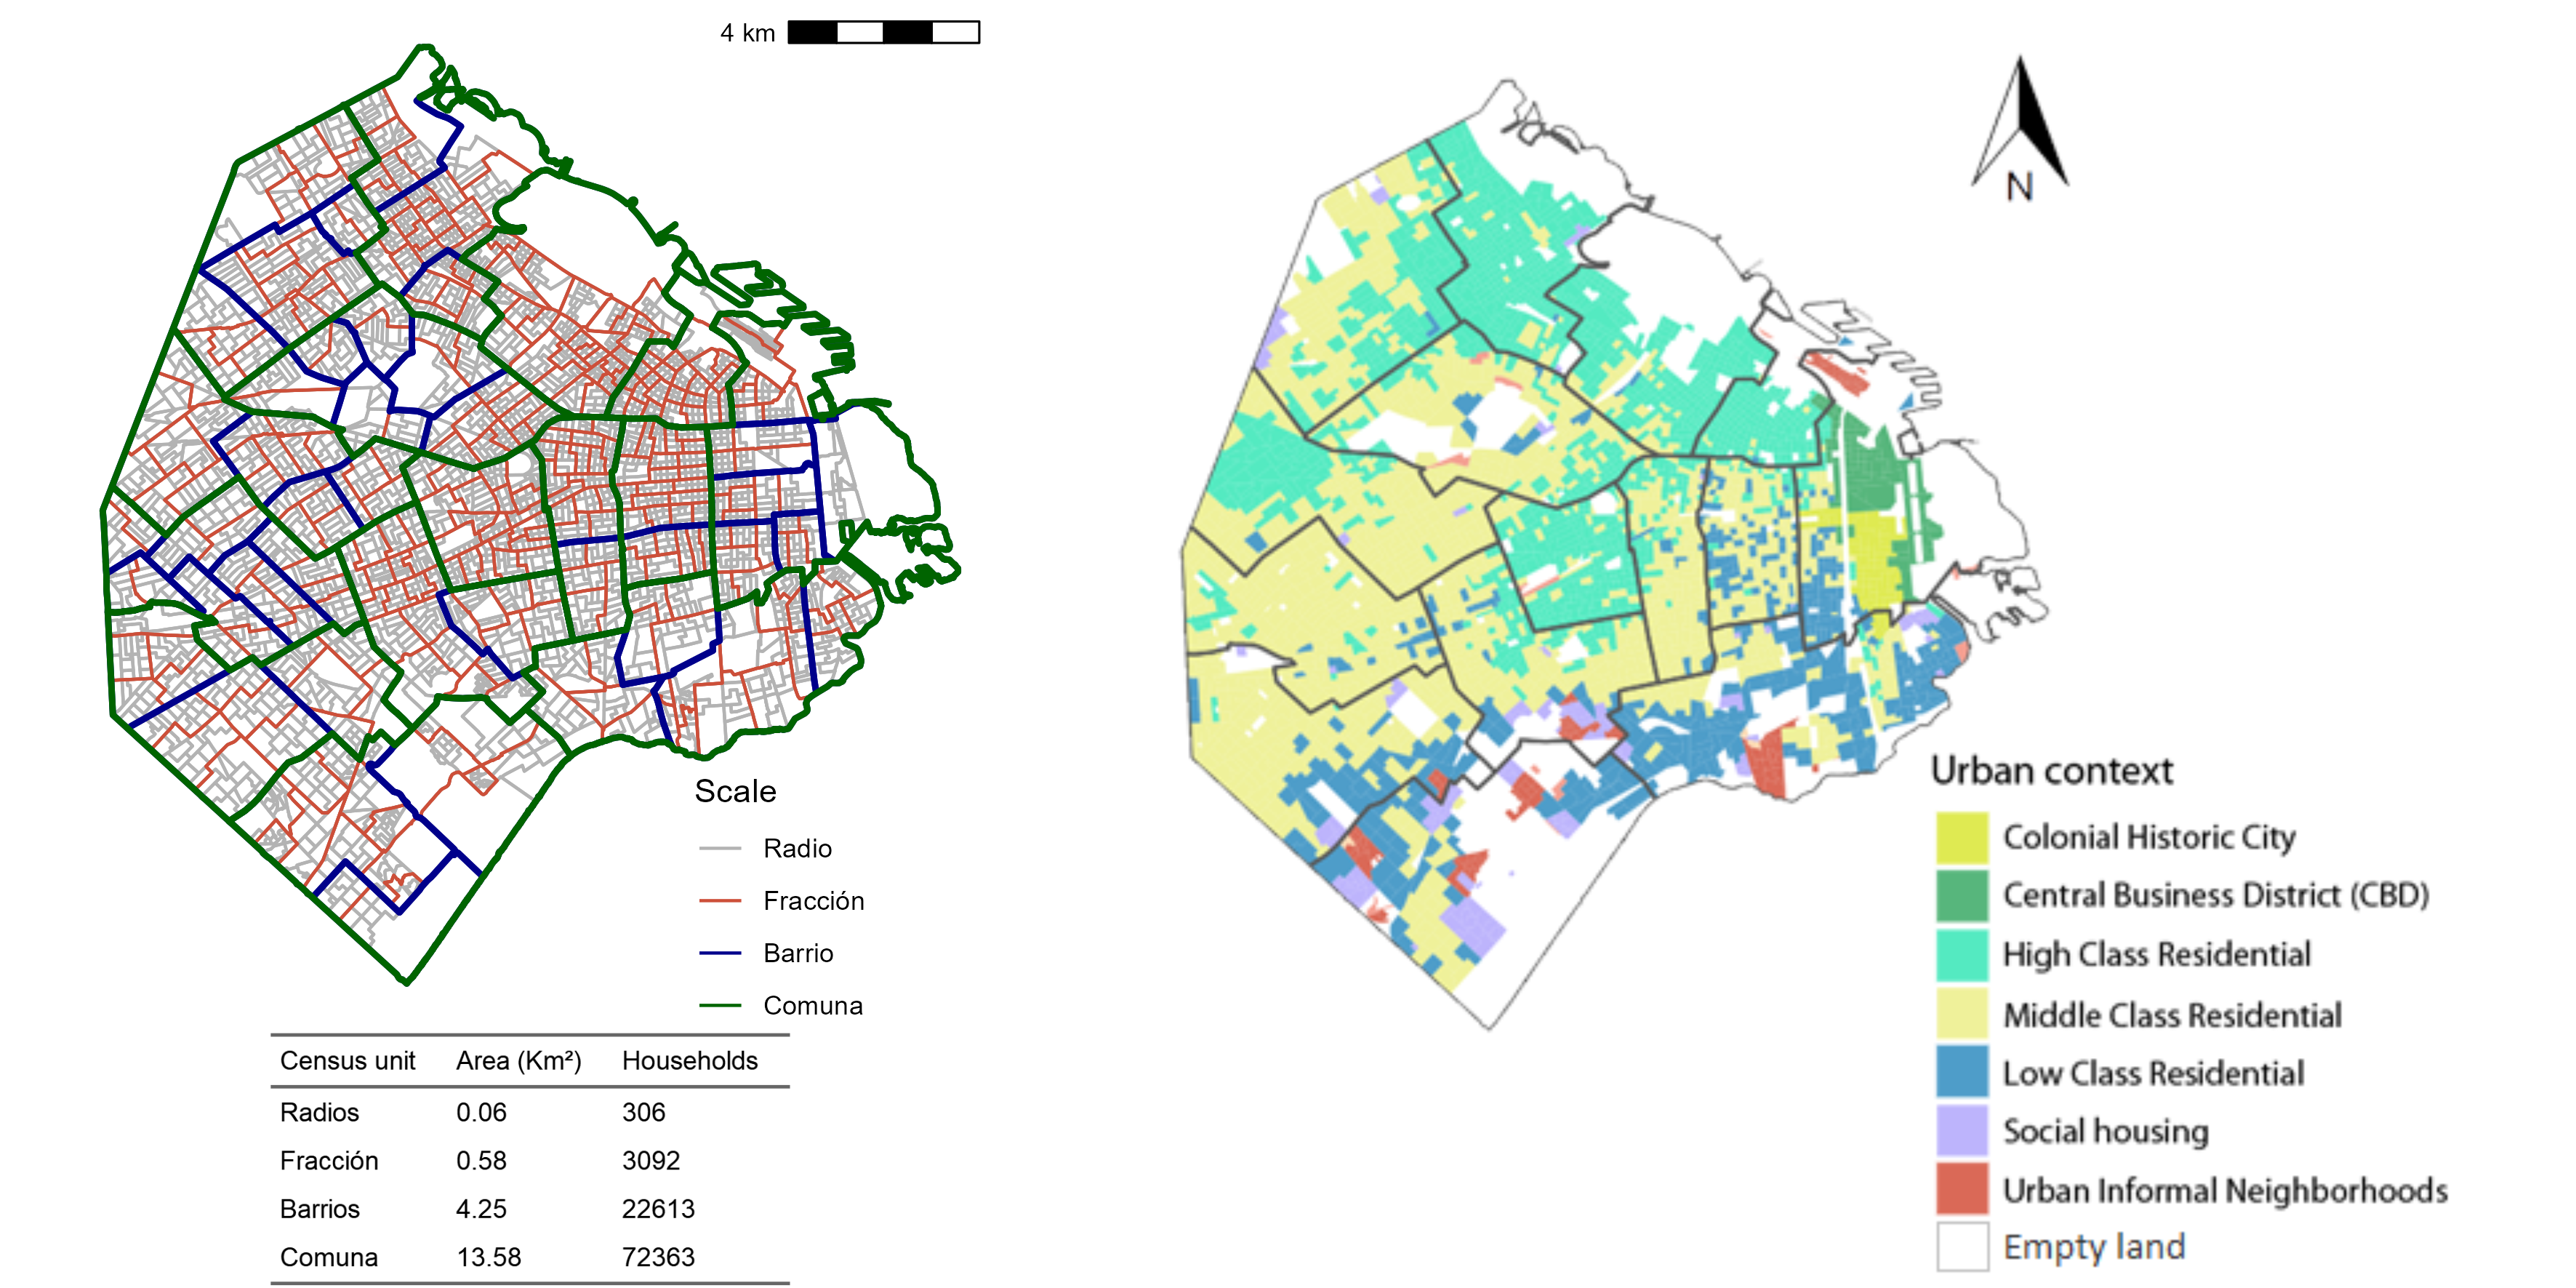 4 km
N
Scale
Radio
Fracción
Barrio
Comuna
Census unit Area (Km²) Households
Radios 0.06 306
Fracción 0.58 3092
Barrios 4.25 22613
Comuna 13.58 72363
Urban context
Colonial Historic City
Central Business District (CBD)
High Class Residential
Middle Class Residential
Low Class Residential
Social housing
Urban Informal Neighborhoods
Empty land